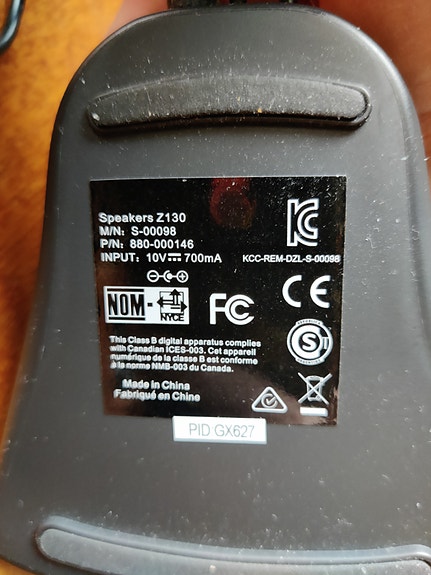 Speakers Z130
M/N: S-00098
P/N: 880-000146
INPUT: 10V⎓700mA
KCC-REM-DZL-S-00098
NOM-NYCE
FC
CE
S
This Class B digital apparatus complies
with Canadian ICES-003. Cet appareil
numérique de la classe B est conforme
à la norme NMB-003 du Canada.
Made in China
Fabriqué en Chine
PID GX627